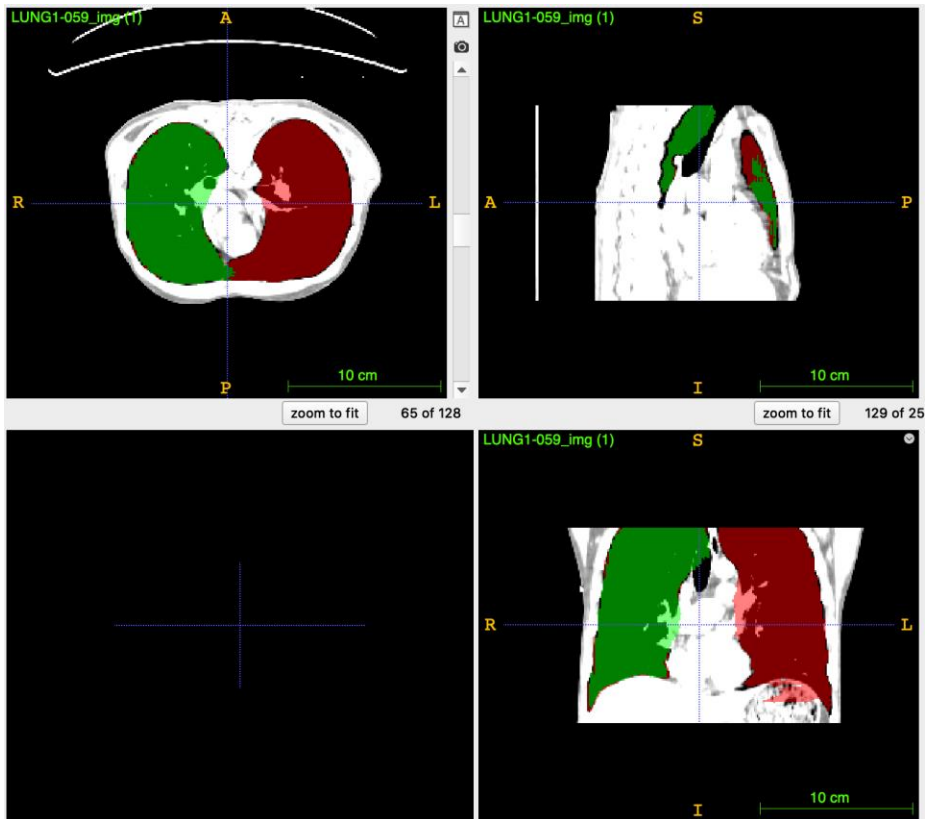 LUNG1-059_img (1)
A
A
R
L
P
10 cm
zoom to fit
65 of 128
LUNG1-059_img (1)
S
A
P
I
10 cm
zoom to fit
129 of 25
LUNG1-059_img (1)
S
R
L
I
10 cm